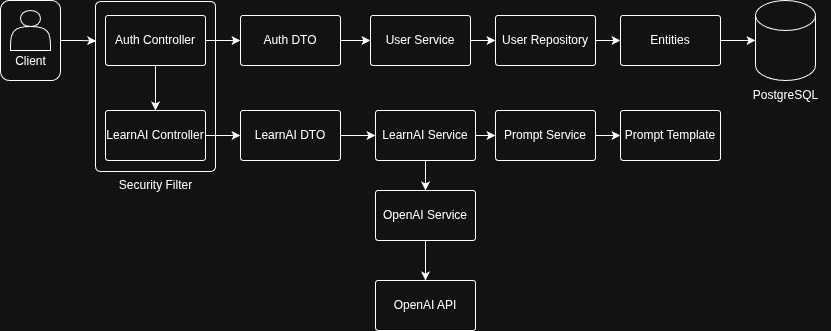 Client
Auth Controller
Auth DTO
User Service
User Repository
Entities
PostgreSQL
LearnAI Controller
LearnAI DTO
LearnAI Service
Prompt Service
Prompt Template
Security Filter
OpenAI Service
OpenAI API